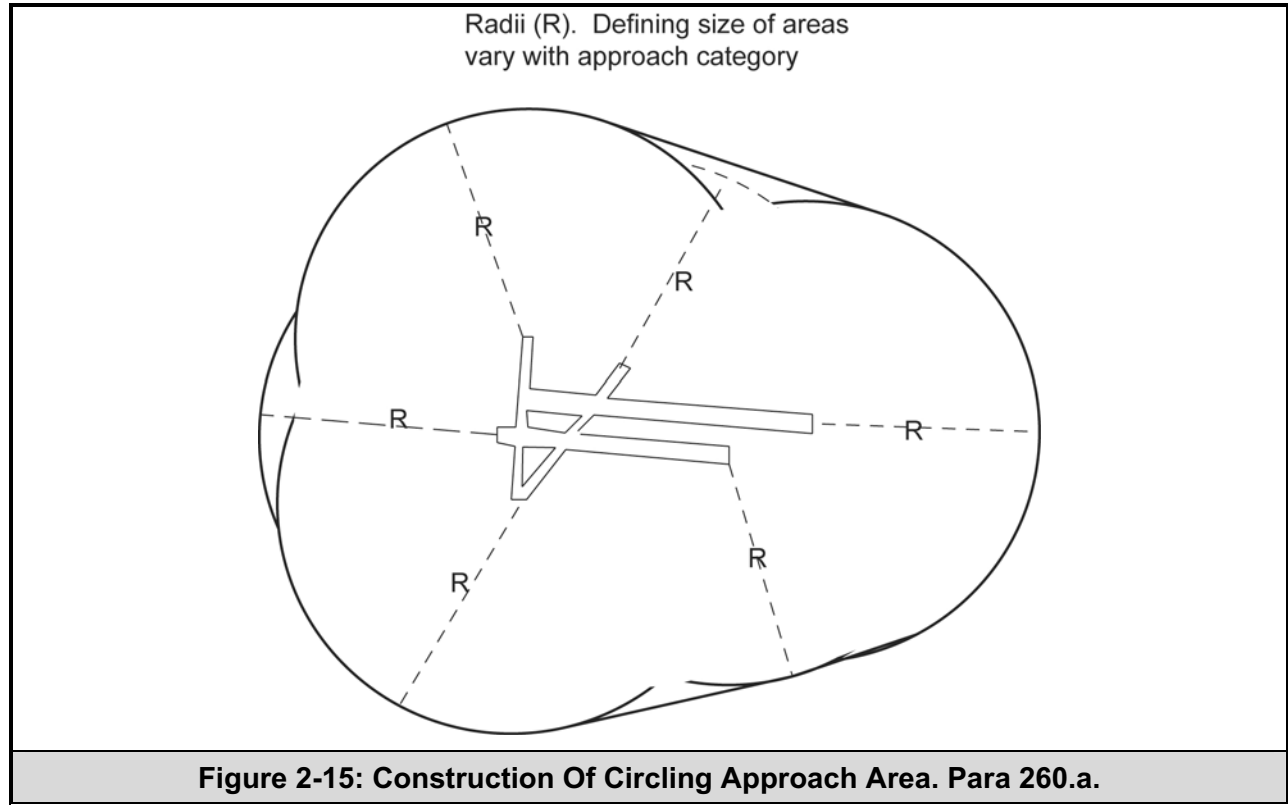 Radii (R). Defining size of areas
vary with approach category
R
R
R
R
R
R
Figure 2-15: Construction Of Circling Approach Area. Para 260.a.